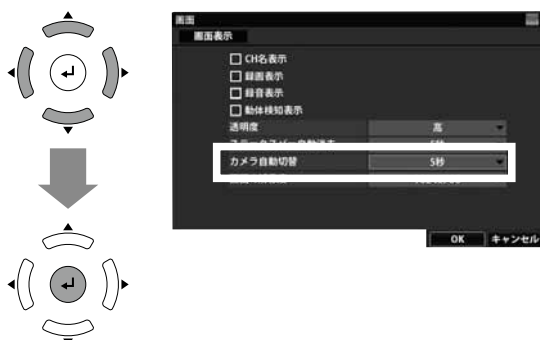 画面
画面表示
CH名表示
録画表示
録音表示
動体検知表示
透明度 高
カメラ自動切替 5秒
OK キャンセル